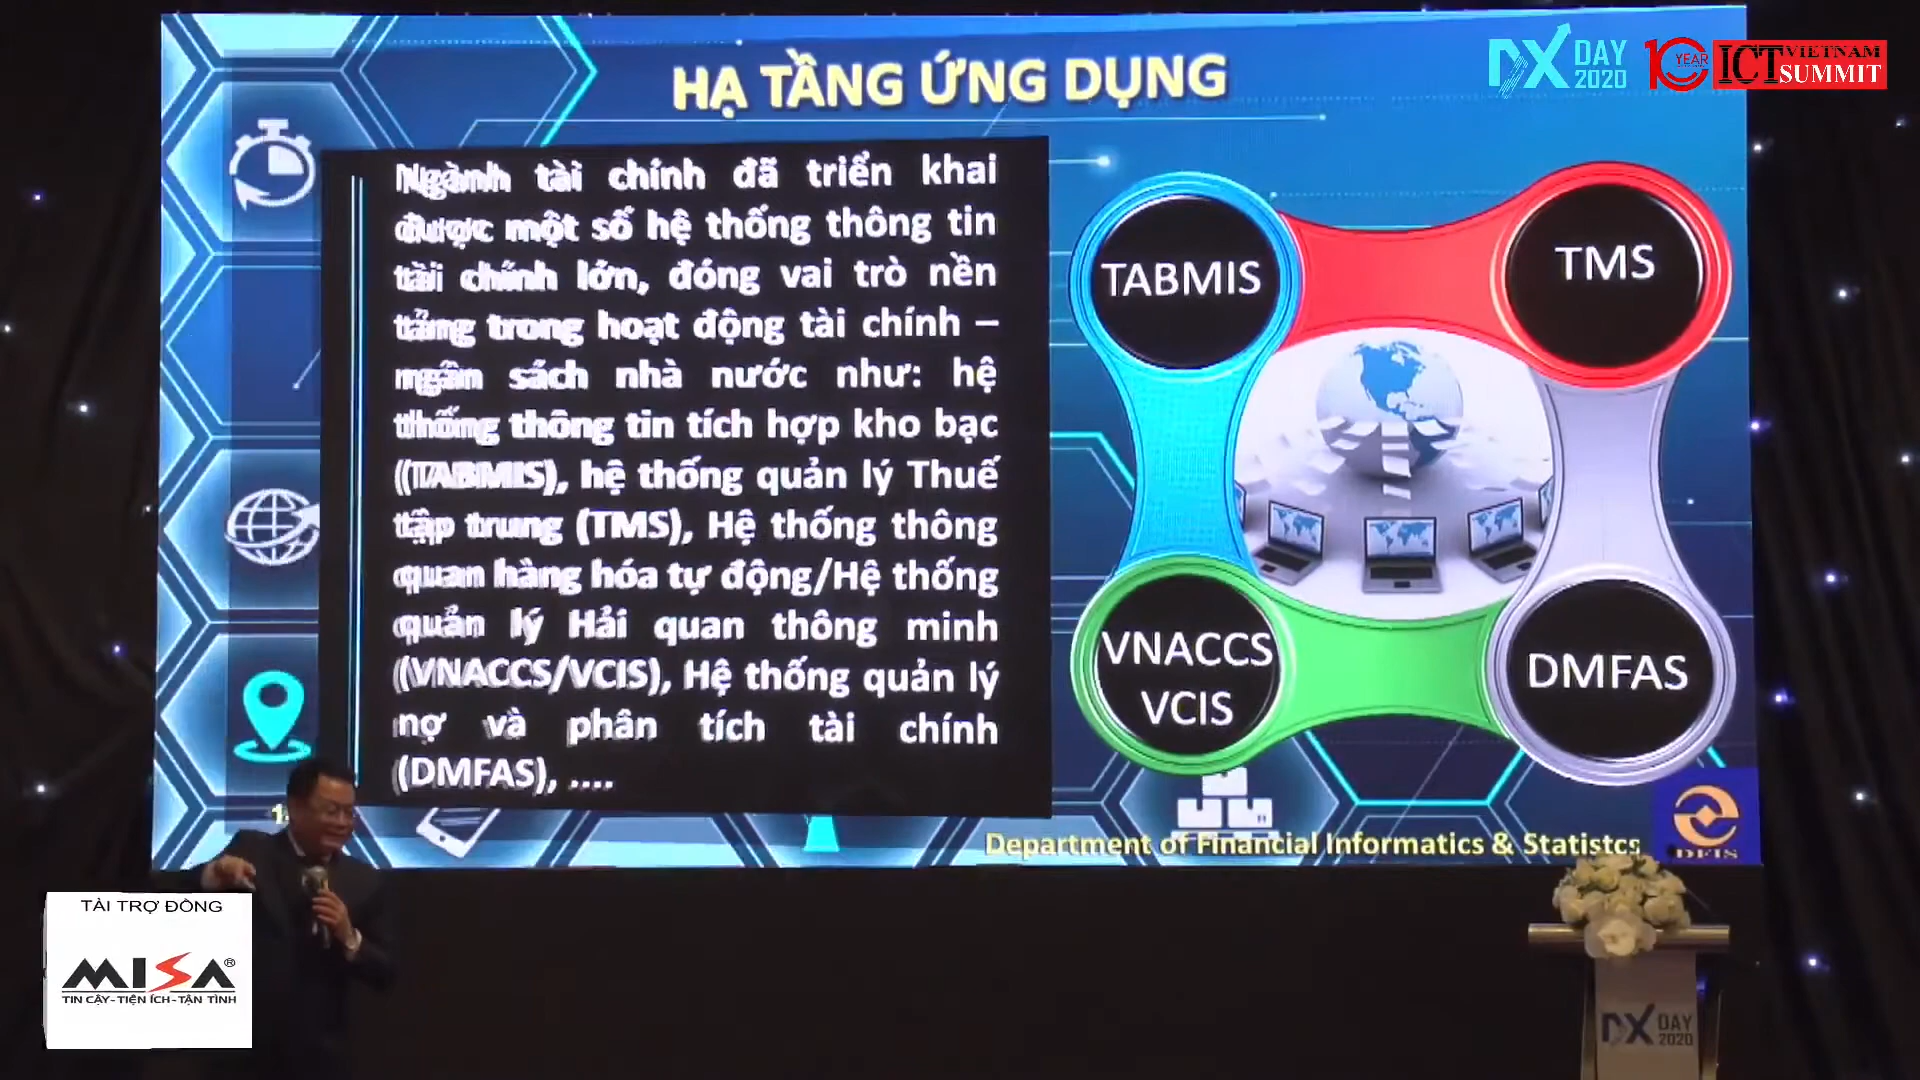 HẠ TẦNG ỨNG DỤNG
DX DAY 2020
10 YEAR ICT VIETNAM SUMMIT
Ngành tài chính đã triển khai
được một số hệ thống thông tin
tài chính lớn, đóng vai trò nền
tảng trong hoạt động tài chính –
ngân sách nhà nước như: hệ
thống thông tin tích hợp kho bạc
(TABMIS), hệ thống quản lý Thuế
tập trung (TMS), Hệ thống thông
quan hàng hóa tự động/Hệ thống
quản lý Hải quan thông minh
(VNACCS/VCIS), Hệ thống quản lý
nợ và phân tích tài chính
(DMFAS), ....
TABMIS
TMS
VNACCS
VCIS
DMFAS
Department of Financial Informatics & Statistcs
DFIS
TÀI TRỢ ĐỒNG
MISA®
TIN CẬY-TIỆN ÍCH-TẬN TÌNH
DX DAY 2020